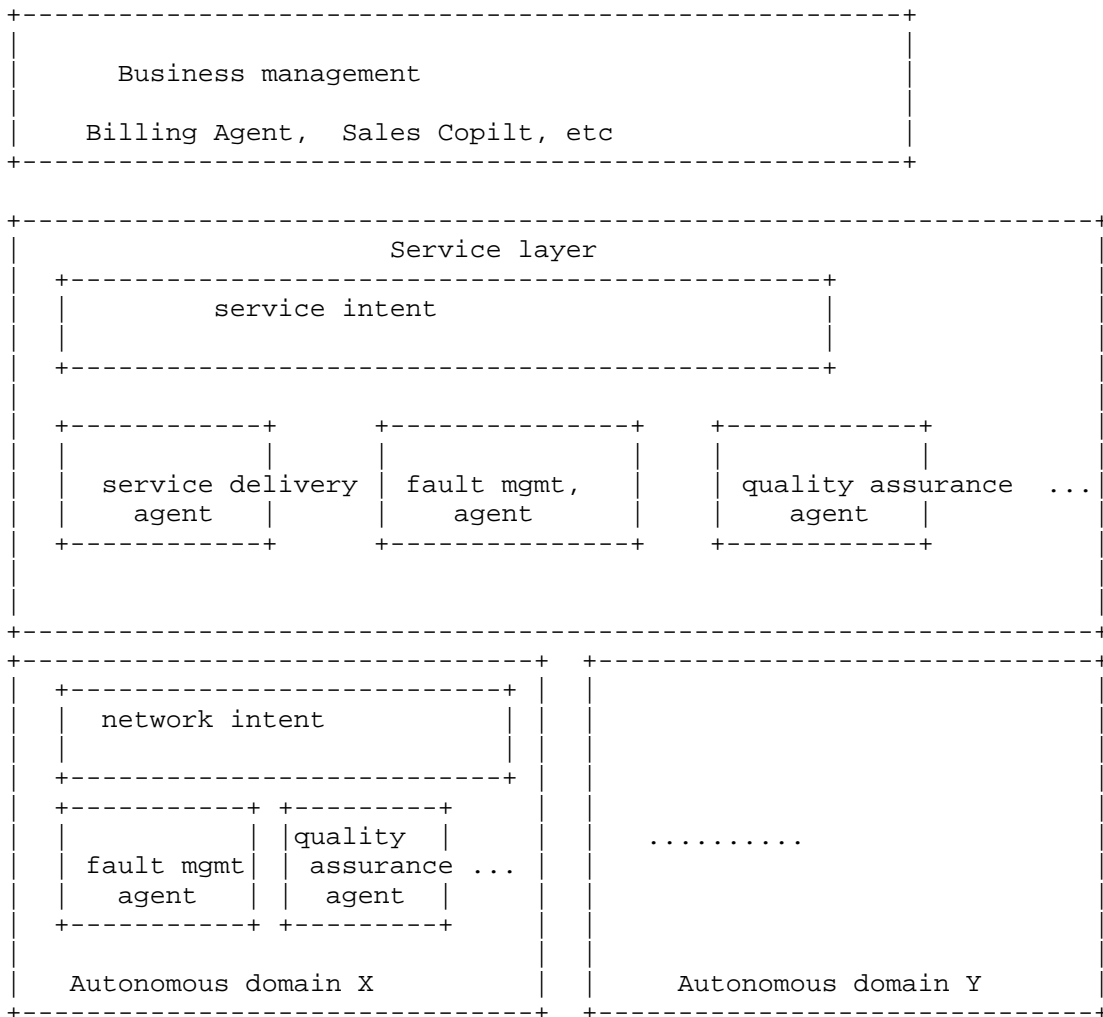 Business management
Billing Agent, Sales Copilt, etc
Service layer
service intent
service delivery
agent
fault mgmt,
agent
quality assurance
agent
...
network intent
fault mgmt
agent
quality
assurance
agent
...
Autonomous domain X
..........
Autonomous domain Y